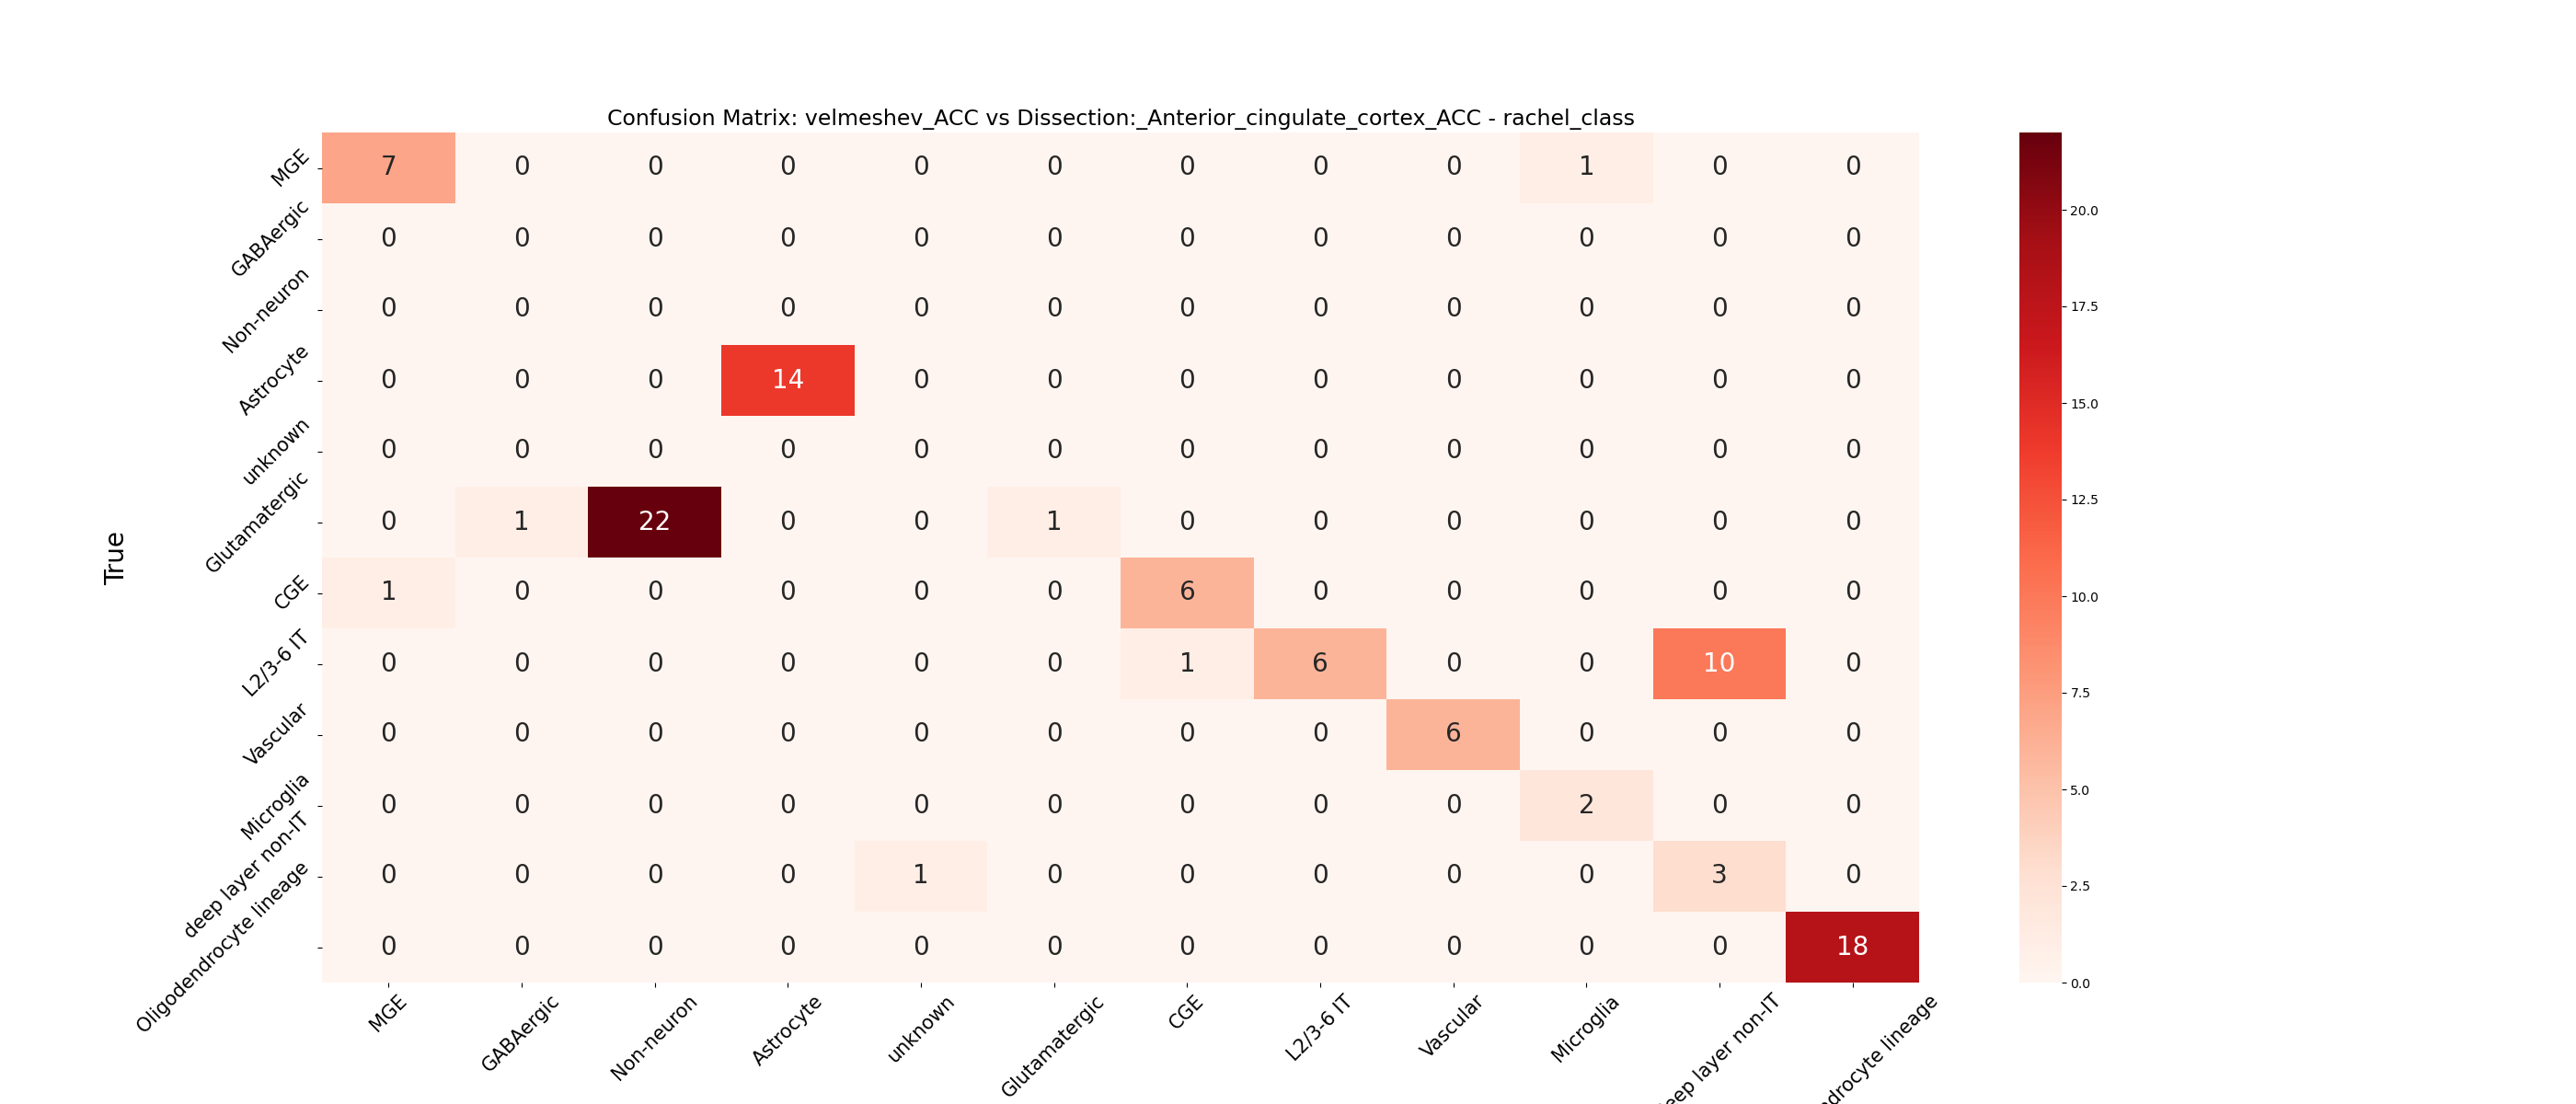 Confusion Matrix: velmeshev_ACC vs Dissection:_Anterior_cingulate_cortex_ACC - rachel_class
True
MGE 7 0 0 0 0 0 0 0 0 1 0 0
GABAergic 0 0 0 0 0 0 0 0 0 0 0 0
Non-neuron 0 0 0 0 0 0 0 0 0 0 0 0
Astrocyte 0 0 0 14 0 0 0 0 0 0 0 0
unknown 0 0 0 0 0 0 0 0 0 0 0 0
Glutamatergic 0 1 22 0 0 1 0 0 0 0 0 0
CGE 1 0 0 0 0 0 6 0 0 0 0 0
L2/3-6 IT 0 0 0 0 0 0 1 6 0 0 10 0
Vascular 0 0 0 0 0 0 0 0 6 0 0 0
Microglia 0 0 0 0 0 0 0 0 0 2 0 0
deep layer non-IT 0 0 0 0 1 0 0 0 0 0 3 0
Oligodendrocyte lineage 0 0 0 0 0 0 0 0 0 0 0 18
MGE GABAergic Non-neuron Astrocyte unknown Glutamatergic CGE L2/3-6 IT Vascular Microglia eep layer non-IT ndrocyte lineage
20.0
17.5
15.0
12.5
10.0
7.5
5.0
2.5
0.0